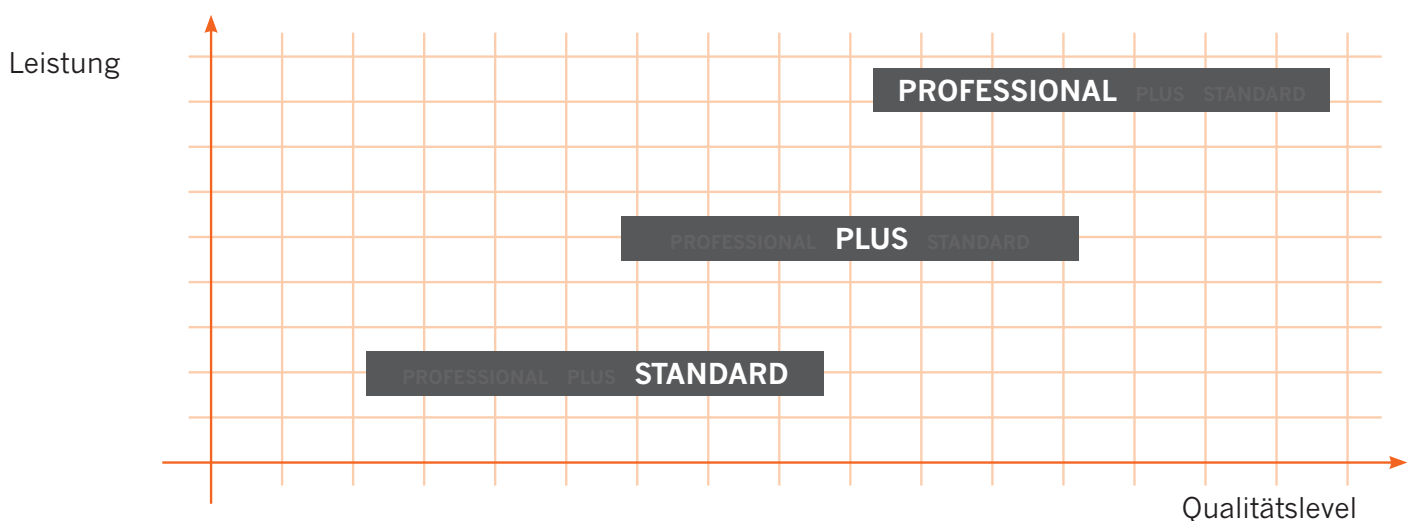 Leistung
PROFESSIONAL PLUS STANDARD
PROFESSIONAL PLUS STANDARD
PROFESSIONAL PLUS STANDARD
Qualitätslevel